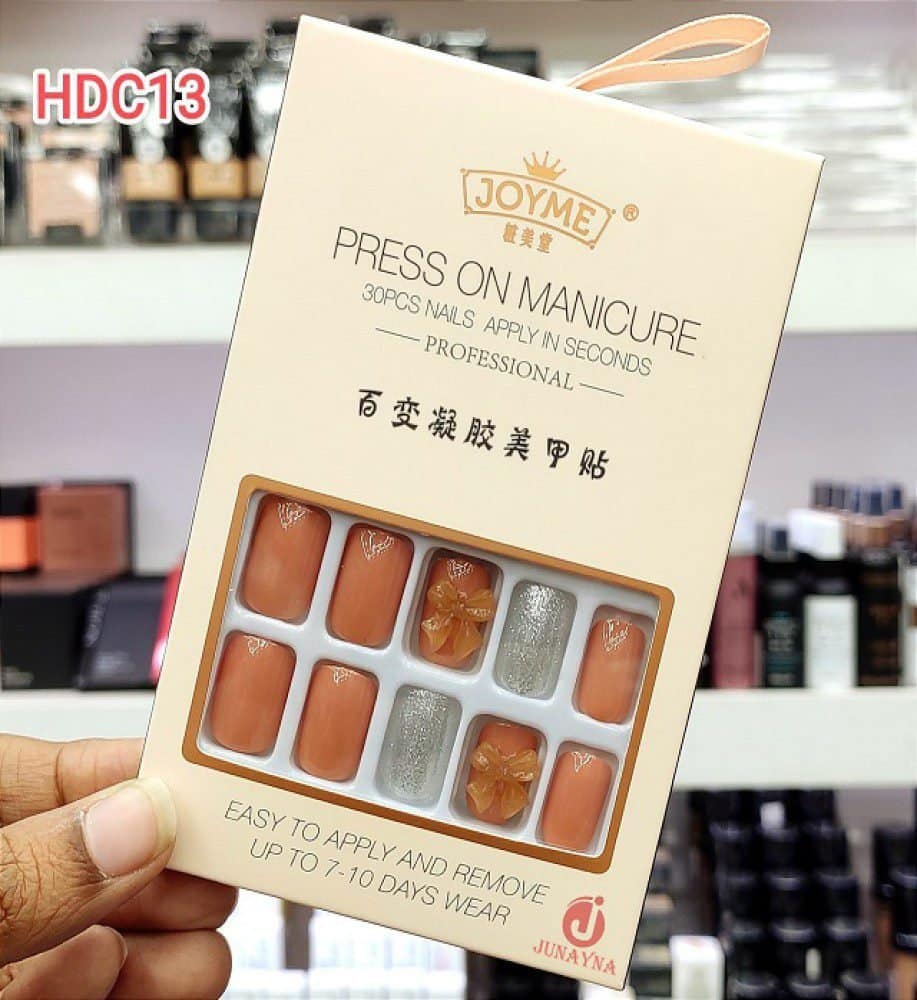 HDC13
JOYME®
妝美堂
PRESS ON MANICURE
30PCS NAILS APPLY IN SECONDS
PROFESSIONAL
百变凝胶美甲贴
EASY TO APPLY AND REMOVE
UP TO 7-10 DAYS WEAR
J
JUNAYNA